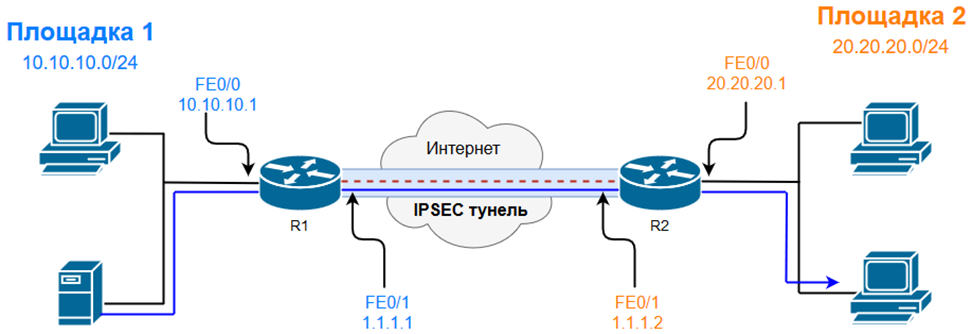 Площадка 1
10.10.10.0/24
Площадка 2
20.20.20.0/24
FE0/0
10.10.10.1
FE0/0
20.20.20.1
Интернет
IPSEC тунель
R1
R2
FE0/1
1.1.1.1
FE0/1
1.1.1.2